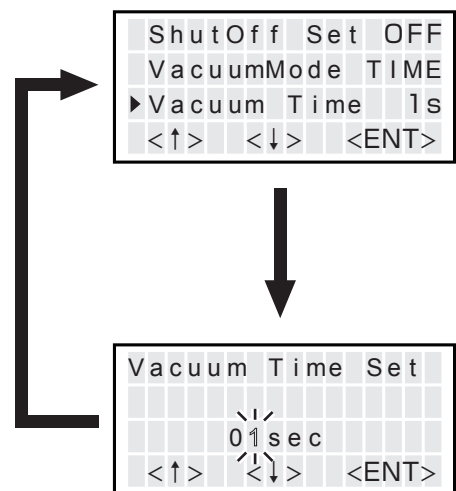 ShutOff Set OFF
VacuumMode TIME
▶Vacuum Time 1s
<↑> <↓> <ENT>
Vacuum Time Set
01sec
<↑> <↓> <ENT>